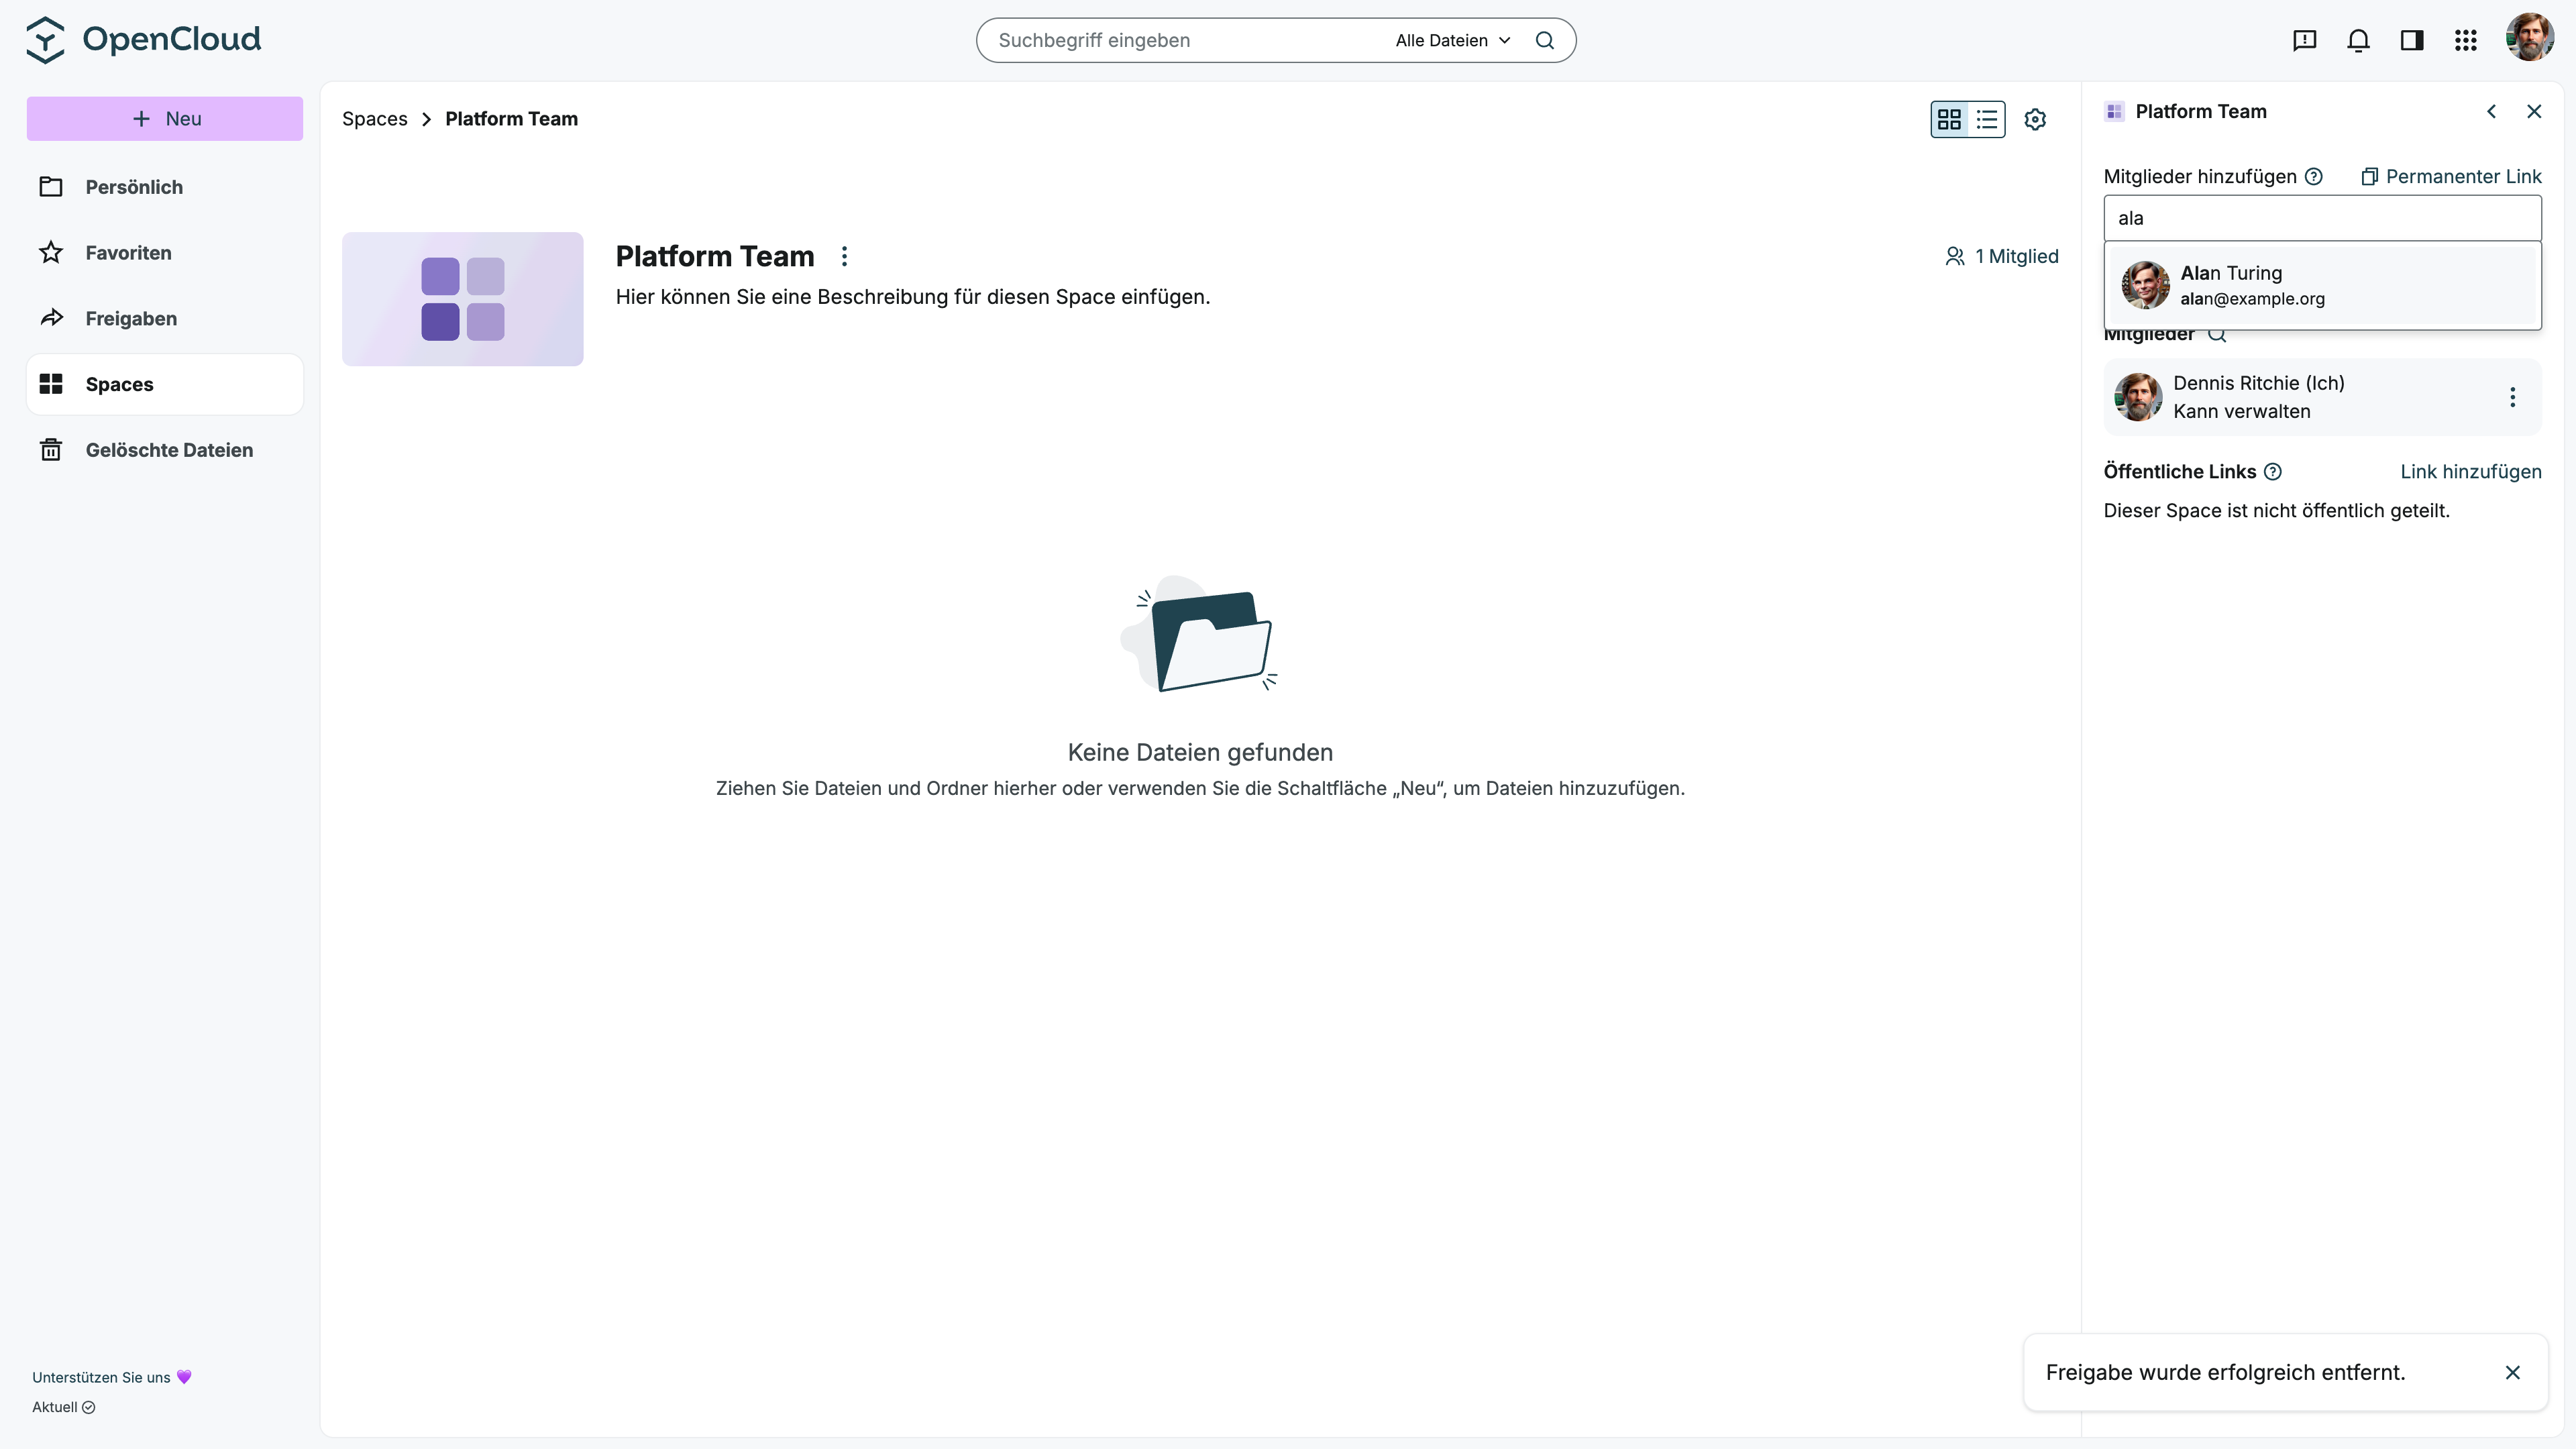 OpenCloud
Suchbegriff eingeben
Alle Dateien
Neu
Persönlich
Favoriten
Freigaben
Spaces
Gelöschte Dateien
Unterstützen Sie uns 💜
Aktuell
Spaces > Platform Team
Platform Team
1 Mitglied
Hier können Sie eine Beschreibung für diesen Space einfügen.
Keine Dateien gefunden
Ziehen Sie Dateien und Ordner hierher oder verwenden Sie die Schaltfläche „Neu“, um Dateien hinzuzufügen.
Platform Team
Mitglieder hinzufügen
Permanenter Link
ala
Alan Turing
alan@example.org
Mitglieder
Dennis Ritchie (Ich)
Kann verwalten
Öffentliche Links
Link hinzufügen
Dieser Space ist nicht öffentlich geteilt.
Freigabe wurde erfolgreich entfernt.